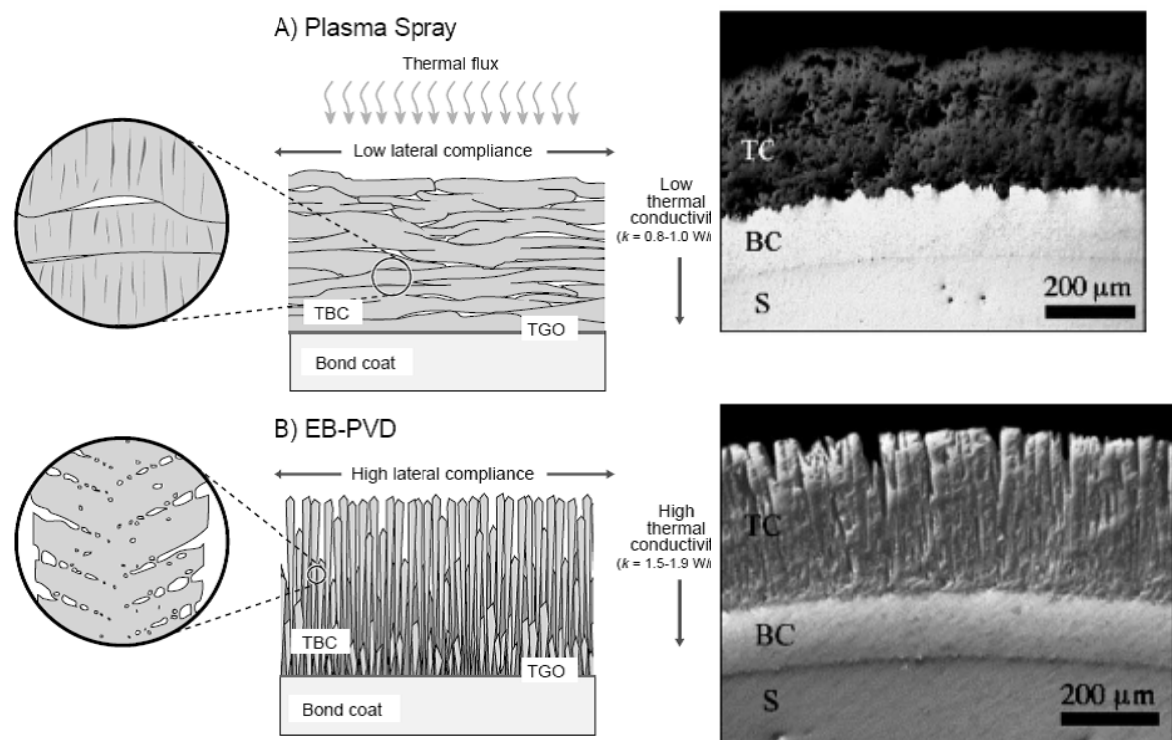 A) Plasma Spray
Thermal flux
Low lateral compliance
Low
thermal
conductivit
(k = 0.8-1.0 W/
TBC
TGO
Bond coat
TC
BC
S
200 μm
B) EB-PVD
High lateral compliance
High
thermal
conductivit
(k = 1.5-1.9 W/
TBC
TGO
Bond coat
TC
BC
S
200 μm